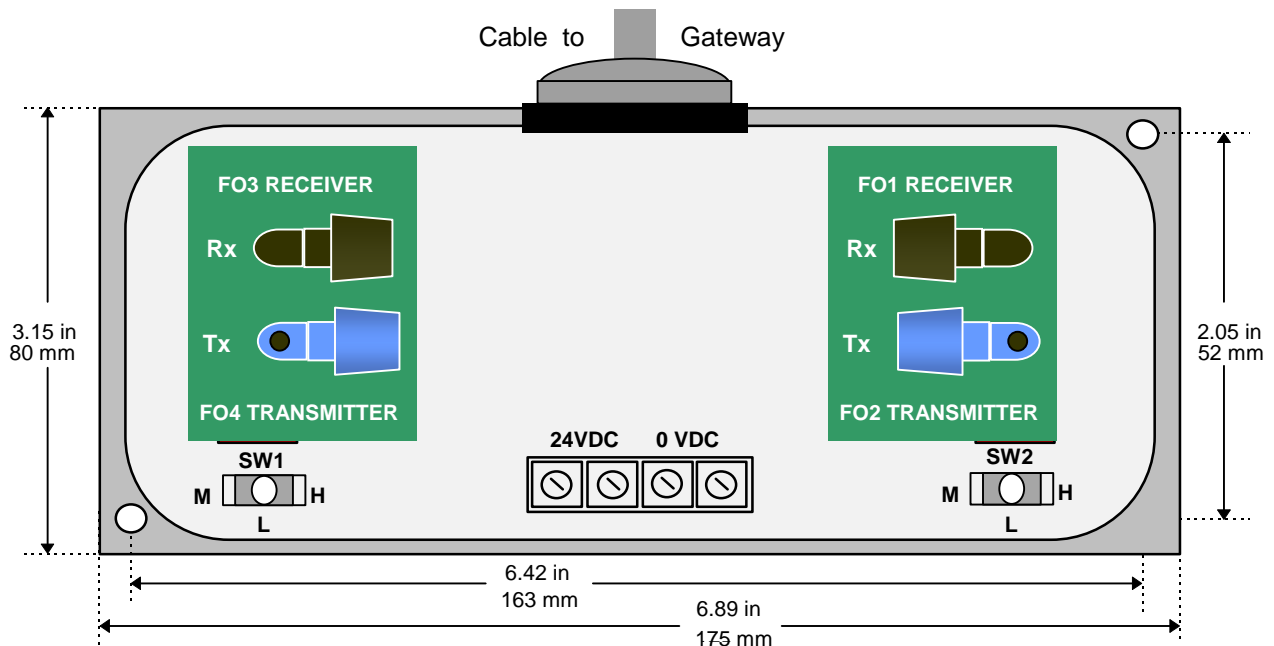 Cable to Gateway
FO3 RECEIVER
Rx
Tx
FO4 TRANSMITTER
FO1 RECEIVER
Rx
Tx
FO2 TRANSMITTER
3.15 in
80 mm
2.05 in
52 mm
24VDC 0 VDC
SW1
M H
L
SW2
M H
L
6.42 in
163 mm
6.89 in
175 mm